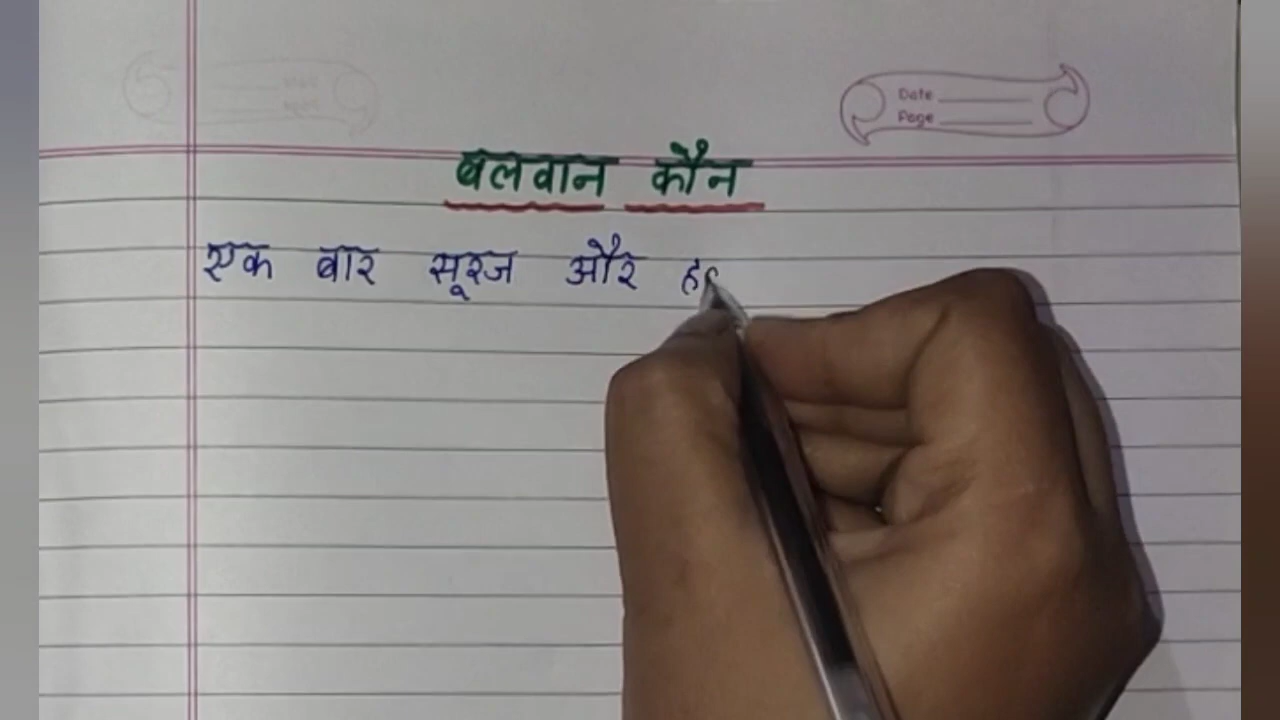 Date
Page
बलवान कौन
एक बार सूरज और ह